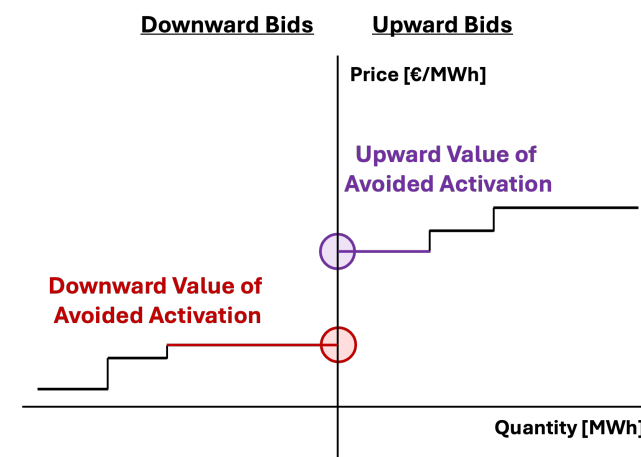 Downward Bids
Upward Bids
Price [€/MWh]
Upward Value of
Avoided Activation
Downward Value of
Avoided Activation
Quantity [MWh]